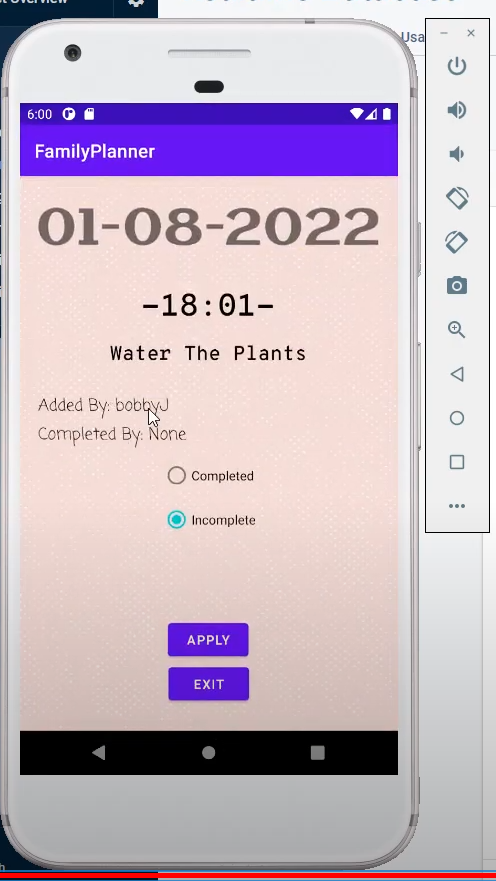 st Overview
Usa
6:00
FamilyPlanner
01-08-2022
-18:01-
Water The Plants
Added By: bobbyJ
Completed By: None
Completed
Incomplete
APPLY
EXIT